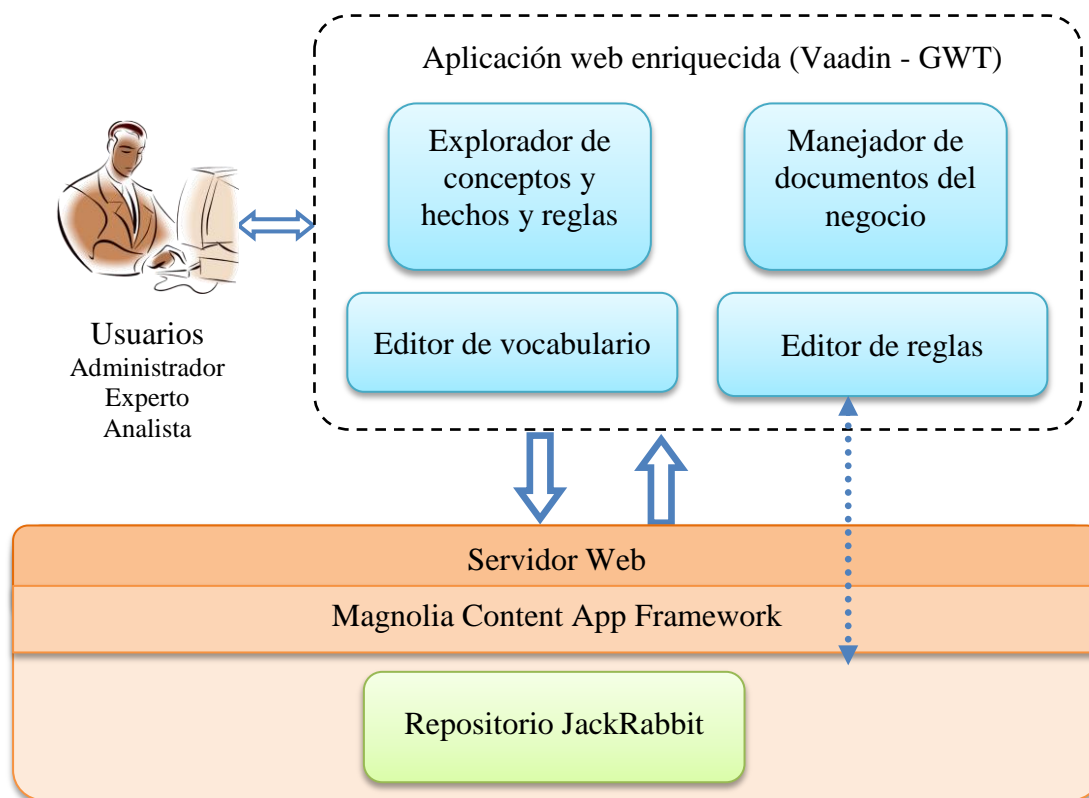 Aplicación web enriquecida (Vaadin - GWT)
Explorador de
conceptos y
hechos y reglas
Manejador de
documentos del
negocio
Editor de vocabulario
Editor de reglas
Usuarios
Administrador
Experto
Analista
Servidor Web
Magnolia Content App Framework
Repositorio JackRabbit